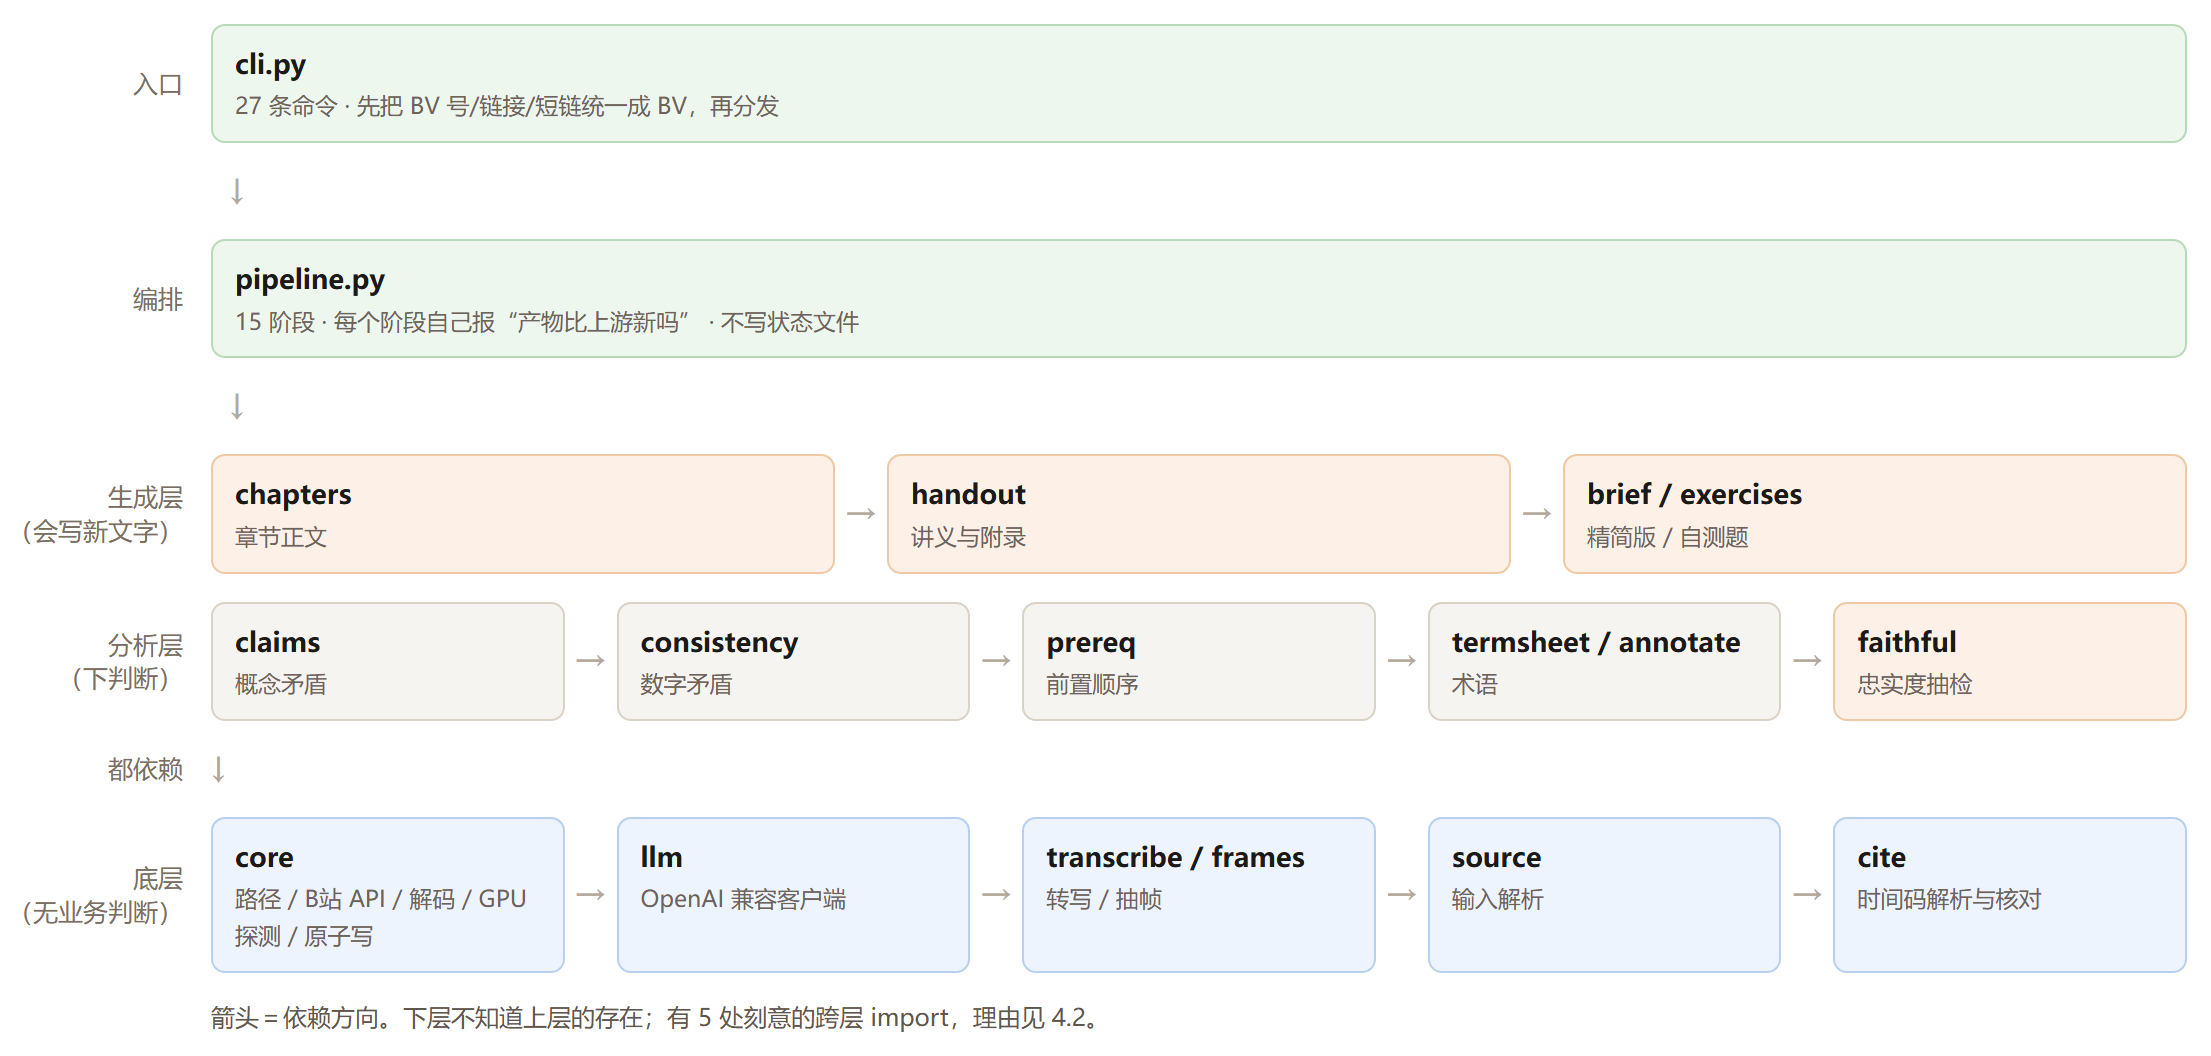 入口
cli.py
27 条命令 · 先把 BV 号/链接/短链统一成 BV，再分发
↓
编排
pipeline.py
15 阶段 · 每个阶段自己报“产物比上游新吗” · 不写状态文件
↓
生成层
（会写新文字）
chapters
章节正文
→
handout
讲义与附录
→
brief / exercises
精简版 / 自测题
分析层
（下判断）
claims
概念矛盾
→
consistency
数字矛盾
→
prereq
前置顺序
→
termsheet / annotate
术语
→
faithful
忠实度抽检
都依赖 ↓
底层
（无业务判断）
core
路径 / B站 API / 解码 / GPU
探测 / 原子写
→
llm
OpenAI 兼容客户端
→
transcribe / frames
转写 / 抽帧
→
source
输入解析
→
cite
时间码解析与核对
箭头 = 依赖方向。下层不知道上层的存在；有 5 处刻意的跨层 import，理由见 4.2。